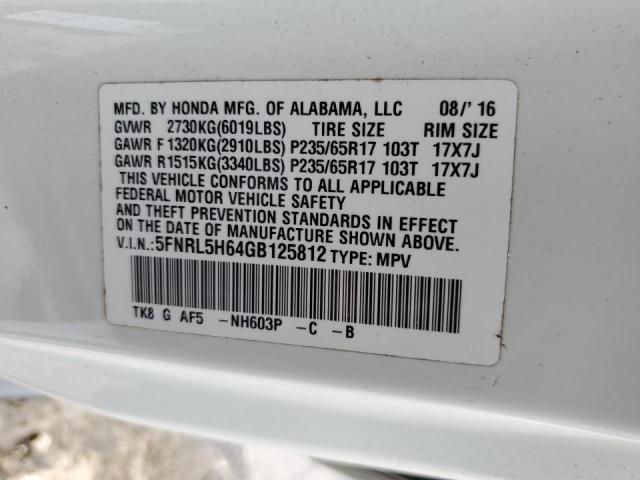 MFD. BY HONDA MFG. OF ALABAMA, LLC 08/' 16
GVWR 2730KG(6019LBS) TIRE SIZE RIM SIZE
GAWR F 1320KG(2910LBS) P235/65R17 103T 17X7J
GAWR R1515KG(3340LBS) P235/65R17 103T 17X7J
THIS VEHICLE CONFORMS TO ALL APPLICABLE
FEDERAL MOTOR VEHICLE SAFETY
AND THEFT PREVENTION STANDARDS IN EFFECT
ON THE DATE OF MANUFACTURE SHOWN ABOVE.
V.I.N.:5FNRL5H64GB125812 TYPE: MPV
TK8 G AF5 -NH603P -C -B